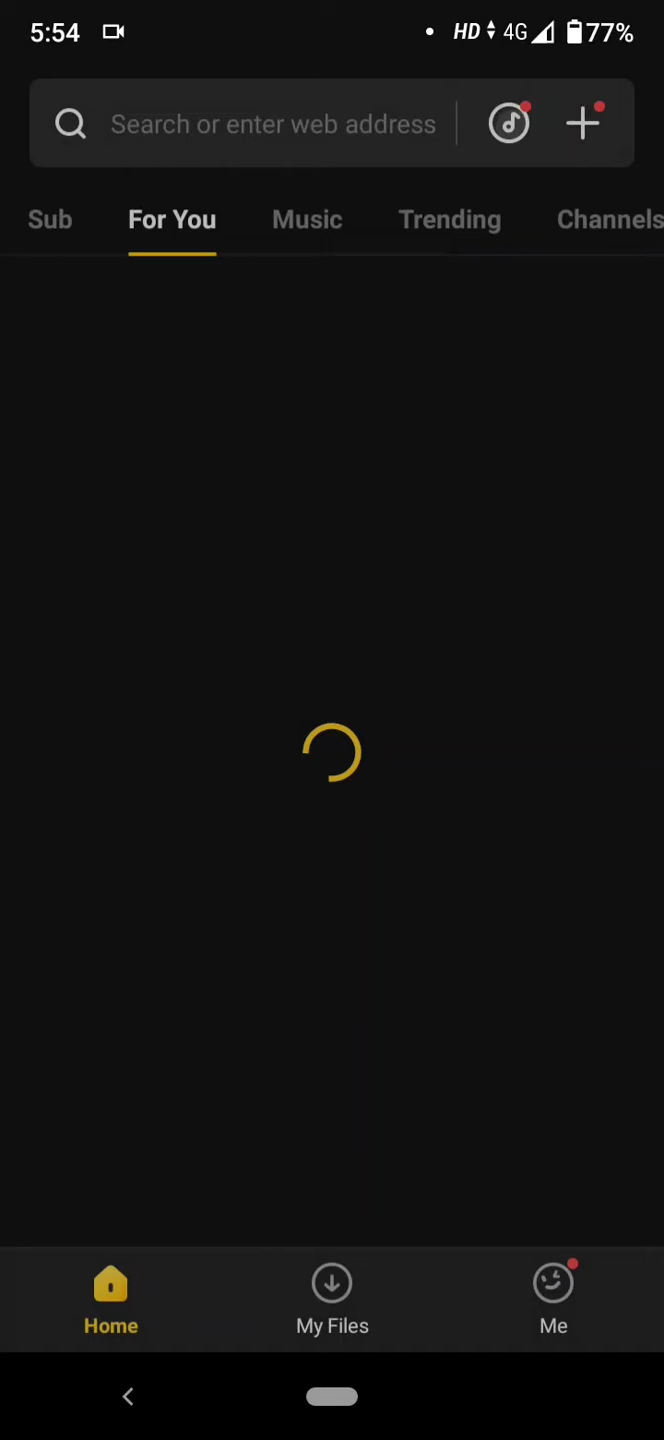 5:54 HD 4G 77%
Search or enter web address
Sub For You Music Trending Channels
Home My Files Me